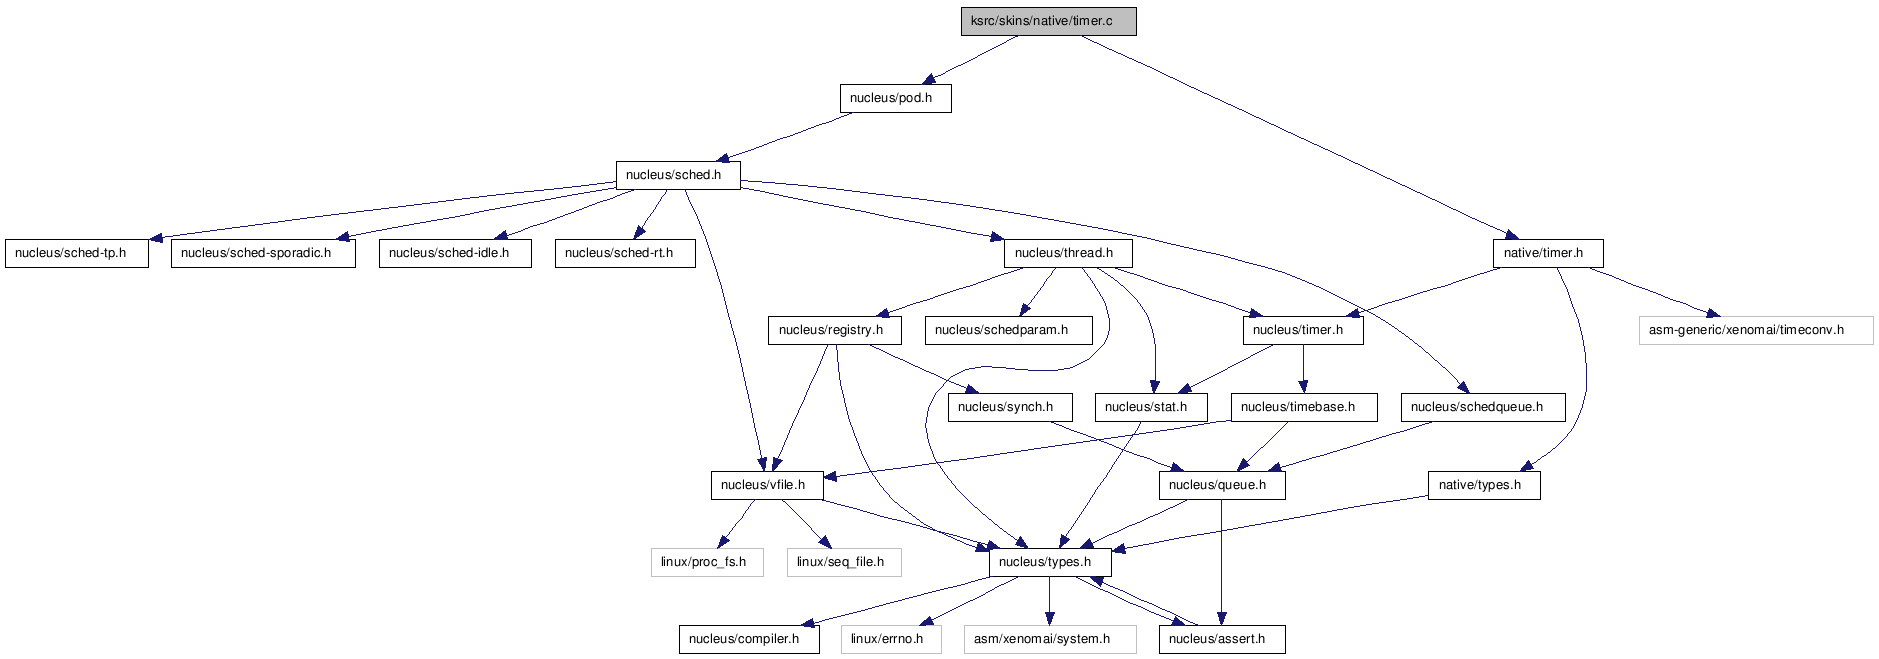 ksrc/skins/native/timer.c
nucleus/pod.h
nucleus/sched.h
nucleus/sched-tp.h
nucleus/sched-sporadic.h
nucleus/sched-idle.h
nucleus/sched-rt.h
nucleus/thread.h
native/timer.h
nucleus/registry.h
nucleus/schedparam.h
nucleus/timer.h
asm-generic/xenomai/timeconv.h
nucleus/synch.h
nucleus/stat.h
nucleus/timebase.h
nucleus/schedqueue.h
nucleus/vfile.h
nucleus/queue.h
native/types.h
linux/proc_fs.h
linux/seq_file.h
nucleus/types.h
nucleus/compiler.h
linux/errno.h
asm/xenomai/system.h
nucleus/assert.h